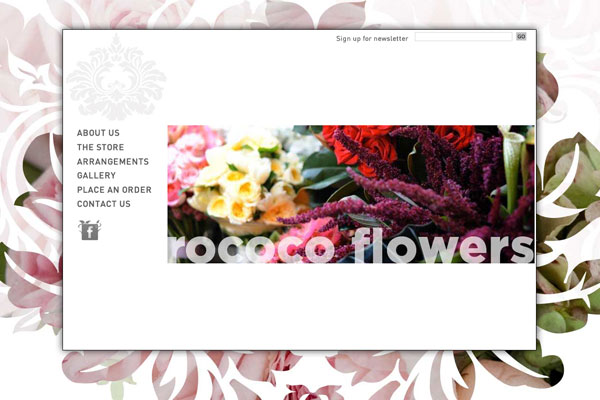 Sign up for newsletter
GO
ABOUT US
THE STORE
ARRANGEMENTS
GALLERY
PLACE AN ORDER
CONTACT US
f
rococo flowers